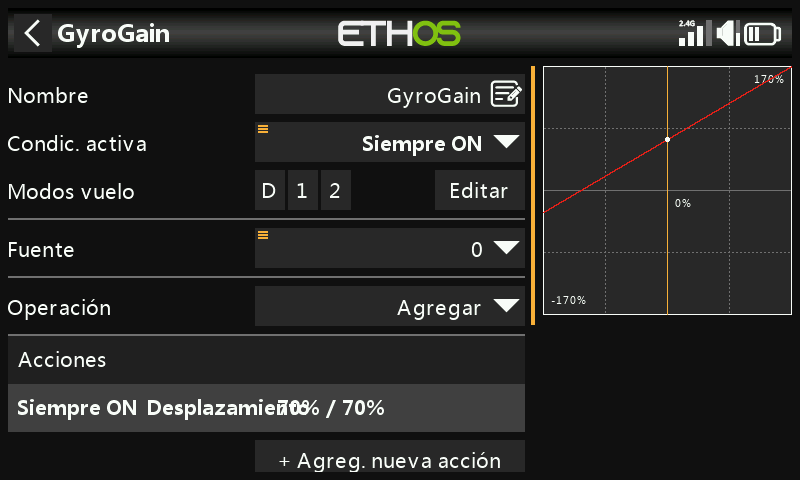 GyroGain
ETHOS
2.4G
Nombre GyroGain
Condic. activa Siempre ON
Modos vuelo D 1 2 Editar
Fuente 0
Operación Agregar
Acciones
Siempre ON Desplazamiento 70% / 70%
+ Agreg. nueva acción
170%
0%
-170%